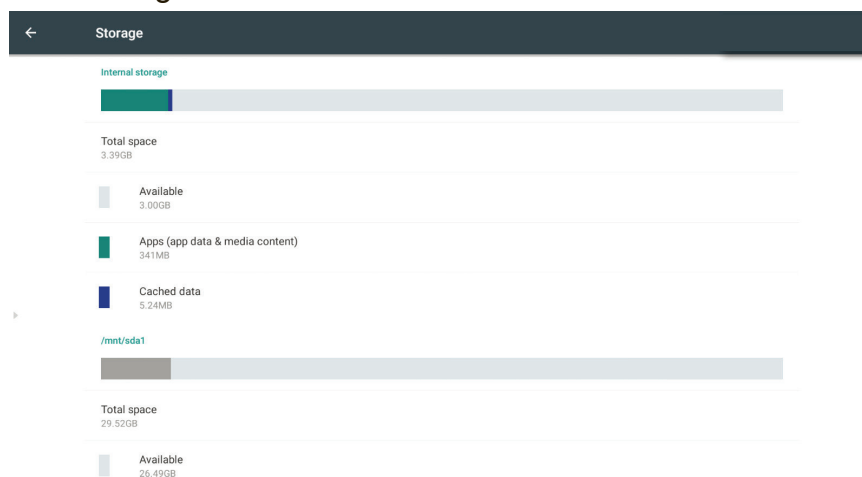 Storage
Internal storage
Total space
3.39GB
Available
3.00GB
Apps (app data & media content)
341MB
Cached data
5.24MB
/mnt/sda1
Total space
29.52GB
Available
26.49GB